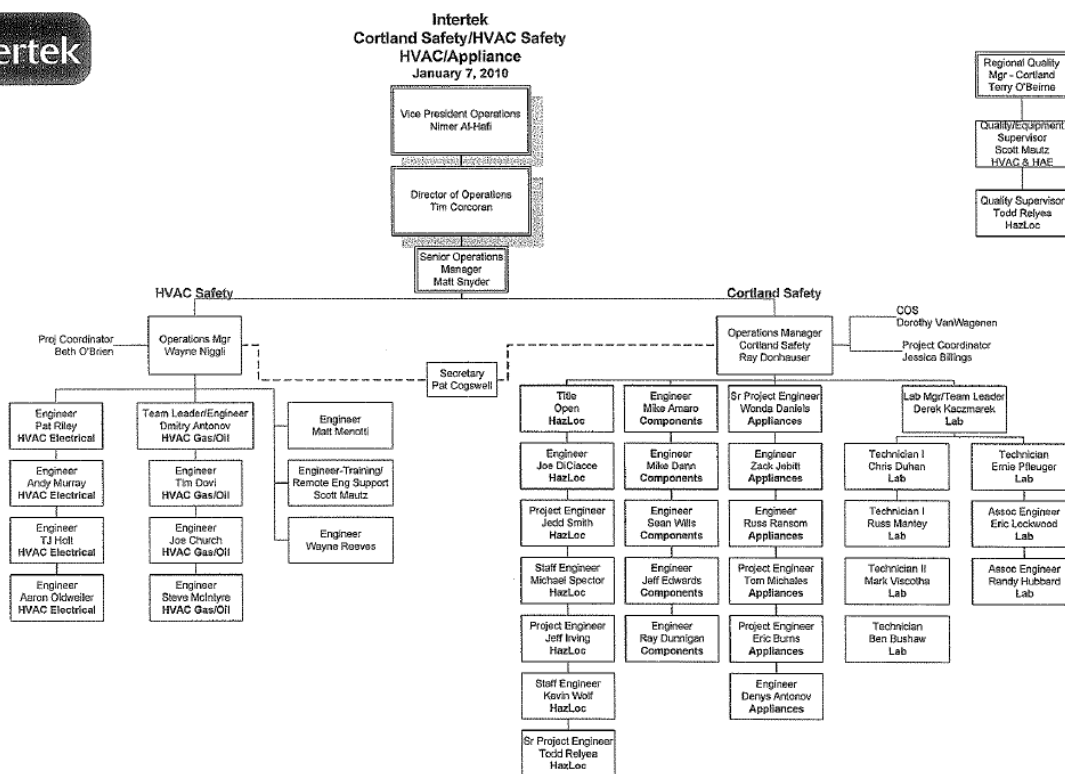 ertek
Intertek
Cortland Safety/HVAC Safety
HVAC/Appliance
January 7, 2010
Vice President Operations
Nimer Al-Hafi
Director of Operations
Tim Corcoran
Senior Operations
Manager
Matt Snyder
Regional Quality
Mgr - Cortland
Terry O'Beirne
Quality/Equipment
Supervisor
Scott Mautz
HVAC & HAE
Quality Supervisor
Todd Relyea
HazLoc
HVAC Safety
Proj Coordinator
Beth O'Brien
Operations Mgr
Wayne Niggli
Secretary
Pat Cogswell
Cortland Safety
Operations Manager
Cortland Safety
Ray Donhauser
COS
Dorothy VanWagenen
Project Coordinator
Jessica Billings
Engineer
Pat Riley
HVAC Electrical
Engineer
Andy Murray
HVAC Electrical
Engineer
TJ Holt
HVAC Electrical
Engineer
Aaron Oldweiler
HVAC Electrical
Team Leader/Engineer
Dmitry Antonov
HVAC Gas/Oil
Engineer
Tim Dovi
HVAC Gas/Oil
Engineer
Joe Church
HVAC Gas/Oil
Engineer
Steve McIntyre
HVAC Gas/Oil
Engineer
Matt Menotti
Engineer-Training/
Remote Eng Support
Scott Mautz
Engineer
Wayne Reeves
Title
Open
HazLoc
Engineer
Joe DiCiacce
HazLoc
Project Engineer
Jedd Smith
HazLoc
Staff Engineer
Michael Spector
HazLoc
Project Engineer
Jeff Irving
HazLoc
Staff Engineer
Kevin Wolf
HazLoc
Sr Project Engineer
Todd Relyea
HazLoc
Engineer
Mike Amaro
Components
Engineer
Mike Dann
Components
Engineer
Sean Wills
Components
Engineer
Jeff Edwards
Components
Engineer
Ray Dunnigan
Components
Sr Project Engineer
Wonda Daniels
Appliances
Engineer
Zack Jebitt
Appliances
Engineer
Russ Ransom
Appliances
Project Engineer
Tom Michales
Appliances
Project Engineer
Eric Burns
Appliances
Engineer
Denys Antonov
Appliances
Lab Mgr/Team Leader
Derek Kaczmarek
Lab
Technician I
Chris Duhan
Lab
Technician I
Russ Mantey
Lab
Technician II
Mark Viscotha
Lab
Technician
Ben Bushaw
Lab
Technician
Ernie Pfleuger
Lab
Assoc Engineer
Eric Lockwood
Lab
Assoc Engineer
Randy Hubbard
Lab